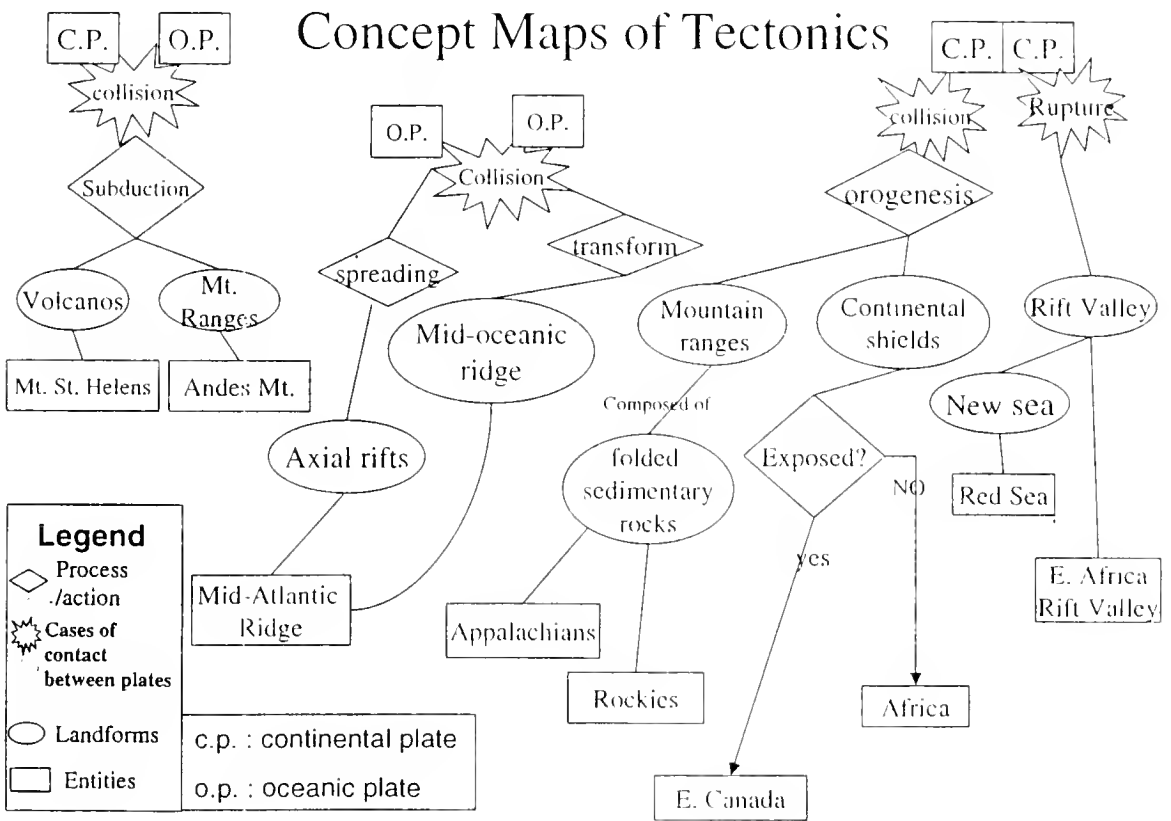 Concept Maps of Tectonics
C.P.
O.P.
collision
Subduction
Volcanos
Mt.
Ranges
Mt. St. Helens
Andes Mt.
O.P.
O.P.
Collision
spreading
transform
Mid-oceanic
ridge
Axial rifts
Mid-Atlantic
Ridge
C.P.
C.P.
collision
Rupture
orogenesis
Mountain
ranges
Continental
shields
Rift Valley
Composed of
folded
sedimentary
rocks
Appalachians
Rockies
Exposed?
NO
yes
Africa
E. Canada
New sea
Red Sea
E. Africa
Rift Valley
Legend
Process
/action
Cases of
contact
between plates
Landforms
Entities
c.p. : continental plate
o.p. : oceanic plate